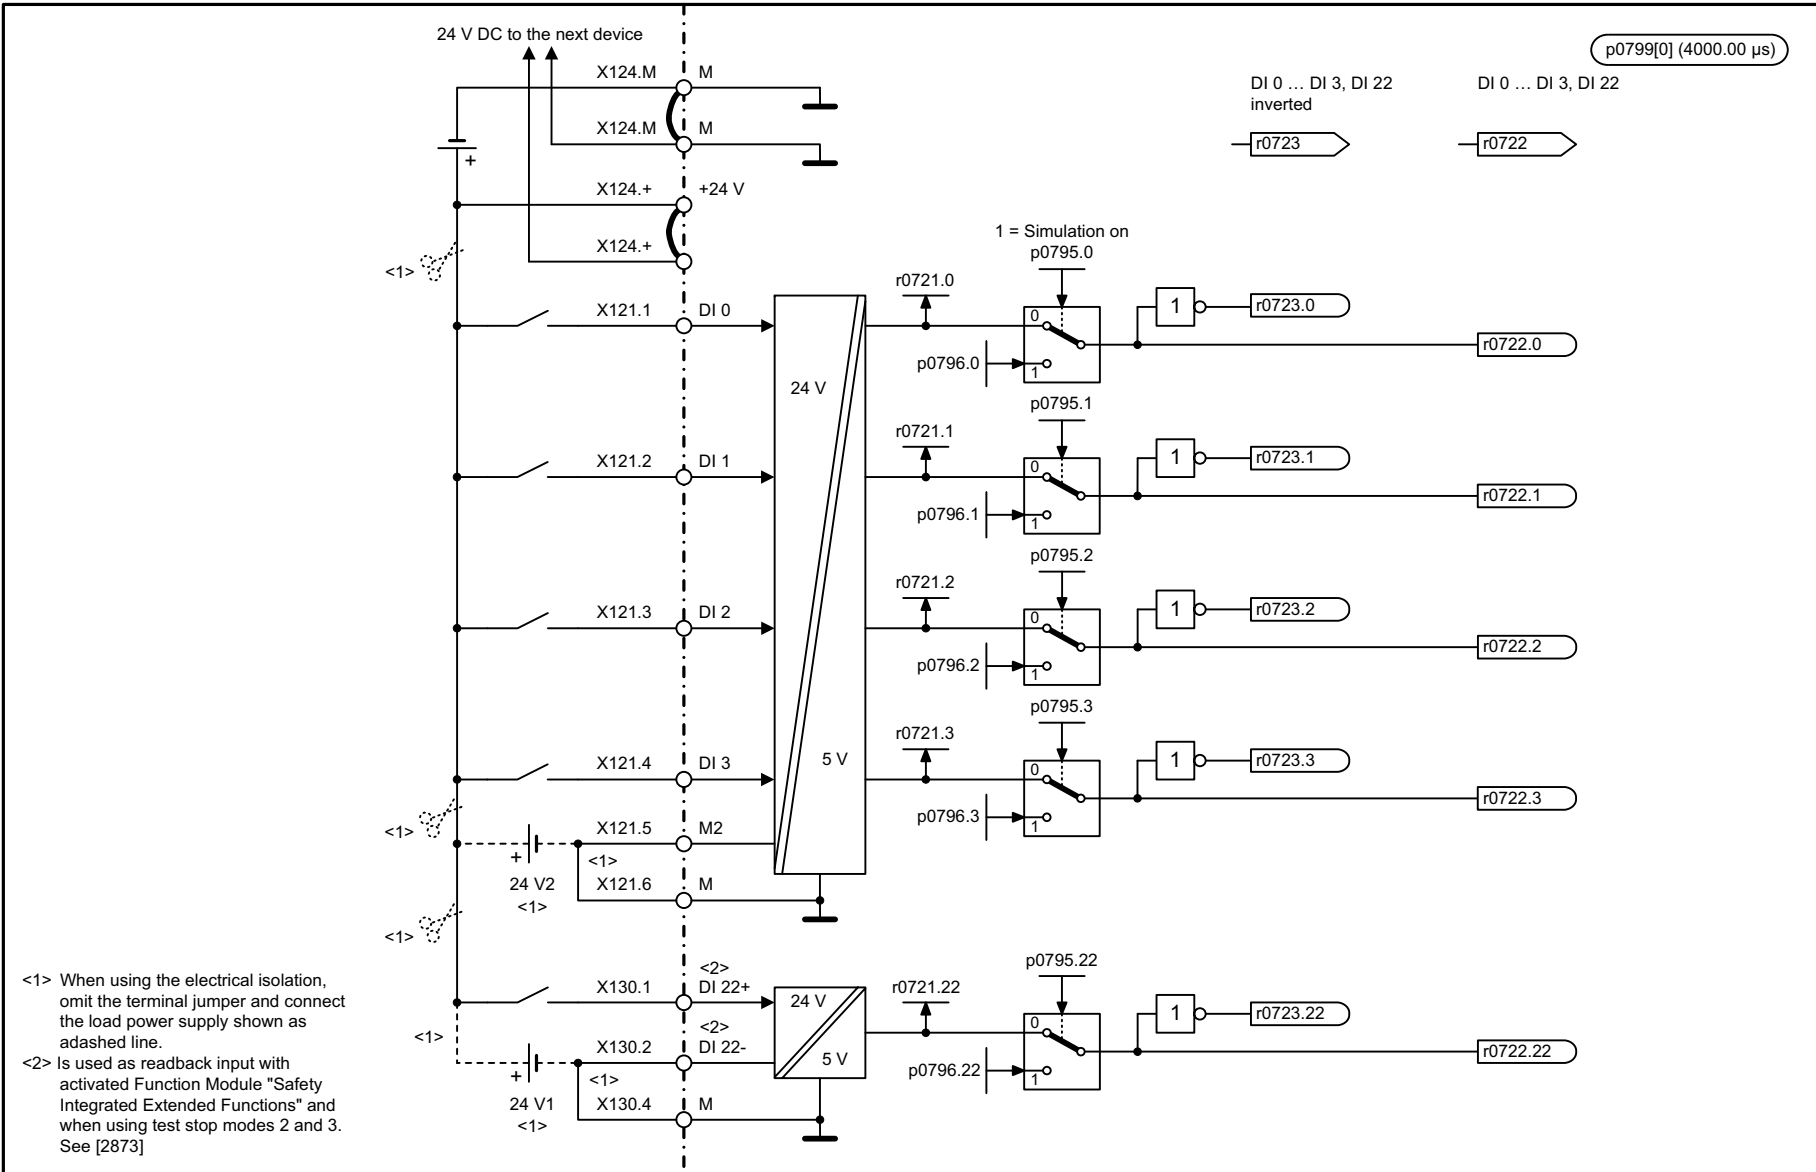 24 V DC to the next device
p0799[0] (4000.00 µs)
X124.M M
DI 0 … DI 3, DI 22
inverted
DI 0 … DI 3, DI 22
X124.M M
r0723
r0722
+
X124.+ +24 V
1 = Simulation on
X124.+
p0795.0
<1>
r0721.0
X121.1 DI 0
0
1
r0723.0
r0722.0
p0796.0
1
24 V
p0795.1
r0721.1
X121.2 DI 1
0
1
r0723.1
r0722.1
p0796.1
1
p0795.2
r0721.2
X121.3 DI 2
0
1
r0723.2
r0722.2
p0796.2
1
p0795.3
r0721.3
X121.4 DI 3
5 V
0
1
r0723.3
r0722.3
p0796.3
1
<1>
X121.5 M2
+
<1>
24 V2
X121.6 M
<1>
<1>
p0795.22
<2>
X130.1 DI 22+
24 V
r0721.22
0
1
r0723.22
<1>
<2>
X130.2 DI 22-
5 V
r0722.22
+
<1>
p0796.22
1
24 V1
X130.4 M
<1>
<1> When using the electrical isolation,
omit the terminal jumper and connect
the load power supply shown as
adashed line.
<2> Is used as readback input with
activated Function Module "Safety
Integrated Extended Functions" and
when using test stop modes 2 and 3.
See [2873]